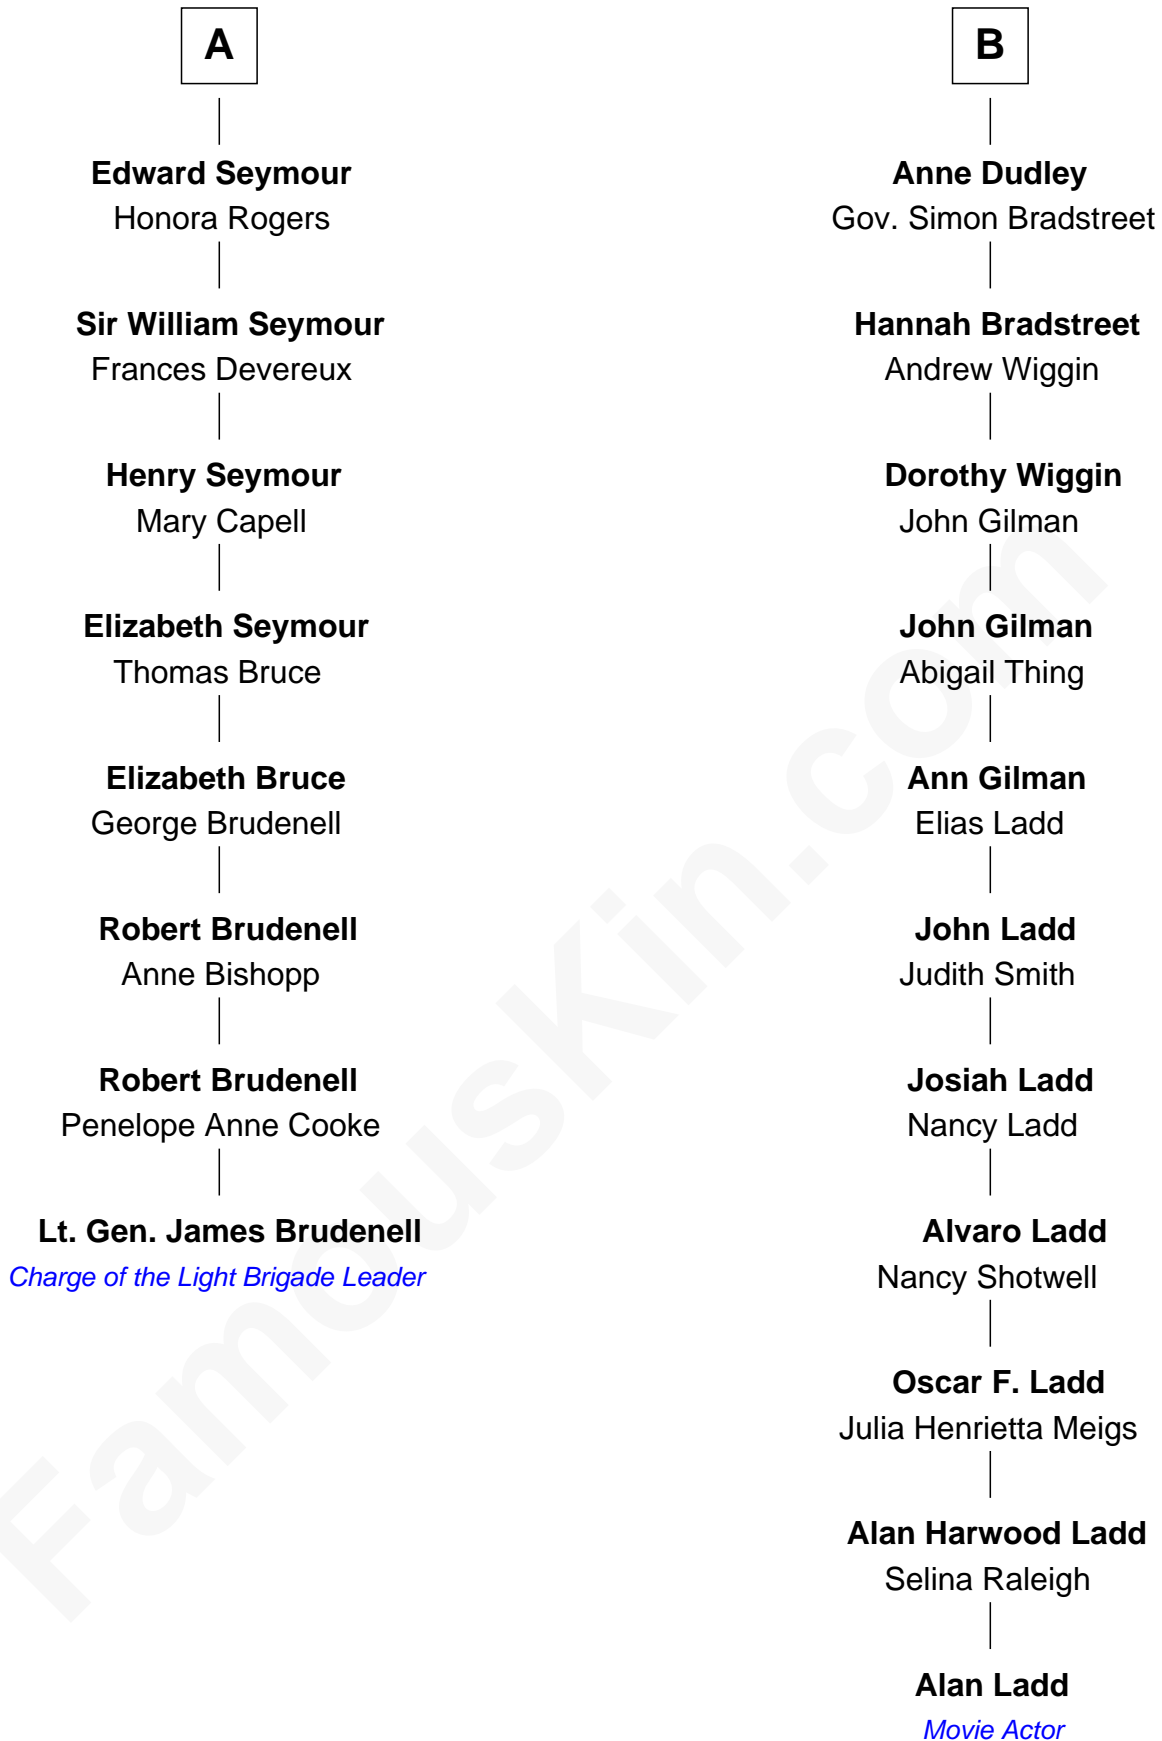 A
Edward Seymour
Honora Rogers
Sir William Seymour
Frances Devereux
Henry Seymour
Mary Capell
Elizabeth Seymour
Thomas Bruce
Elizabeth Bruce
George Brudenell
Robert Brudenell
Anne Bishopp
Robert Brudenell
Penelope Anne Cooke
Lt. Gen. James Brudenell
Charge of the Light Brigade Leader
B
Anne Dudley
Gov. Simon Bradstreet
Hannah Bradstreet
Andrew Wiggin
Dorothy Wiggin
John Gilman
John Gilman
Abigail Thing
Ann Gilman
Elias Ladd
John Ladd
Judith Smith
Josiah Ladd
Nancy Ladd
Alvaro Ladd
Nancy Shotwell
Oscar F. Ladd
Julia Henrietta Meigs
Alan Harwood Ladd
Selina Raleigh
Alan Ladd
Movie Actor
FamousKin.com